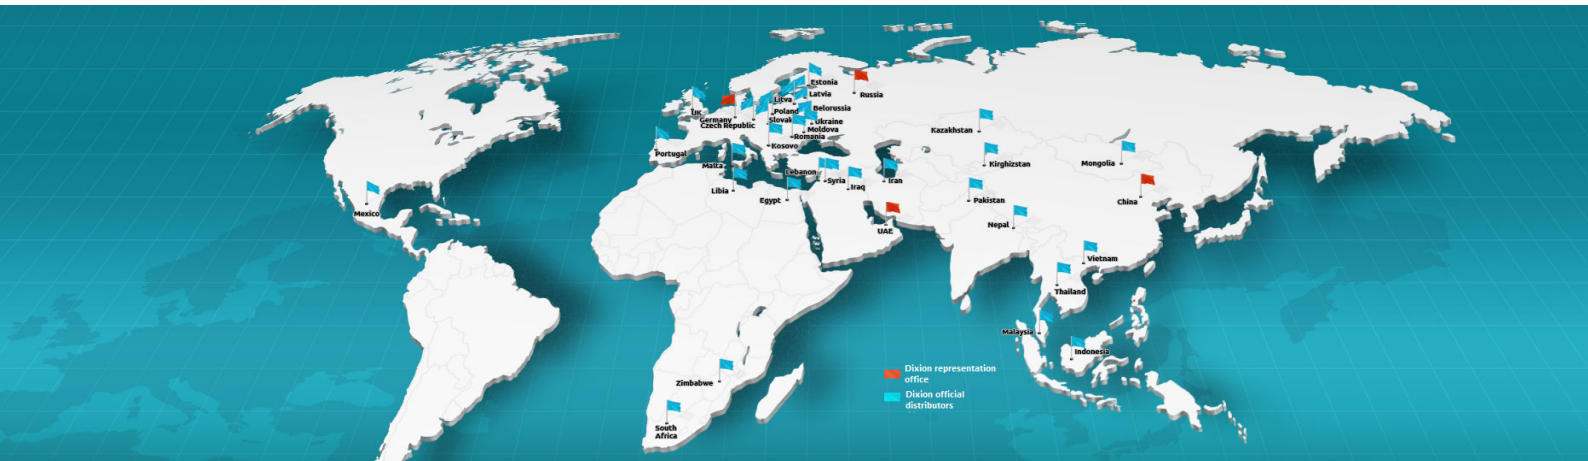 Estonia
Latvia
Litva
Russia
UK
Germany
Poland
Belorussia
Czech Republic
Slovak
Ukraine
Moldova
Romania
Kosovo
Portugal
Malta
Lebanon
Syria
Iraq
Iran
Libia
Egypt
UAE
Kazakhstan
Kirghizstan
Mongolia
Pakistan
China
Nepal
Mexico
Vietnam
Thailand
Malaysia
Indonesia
Zimbabwe
South
Africa
Dixion representation
office
Dixion official
distributors